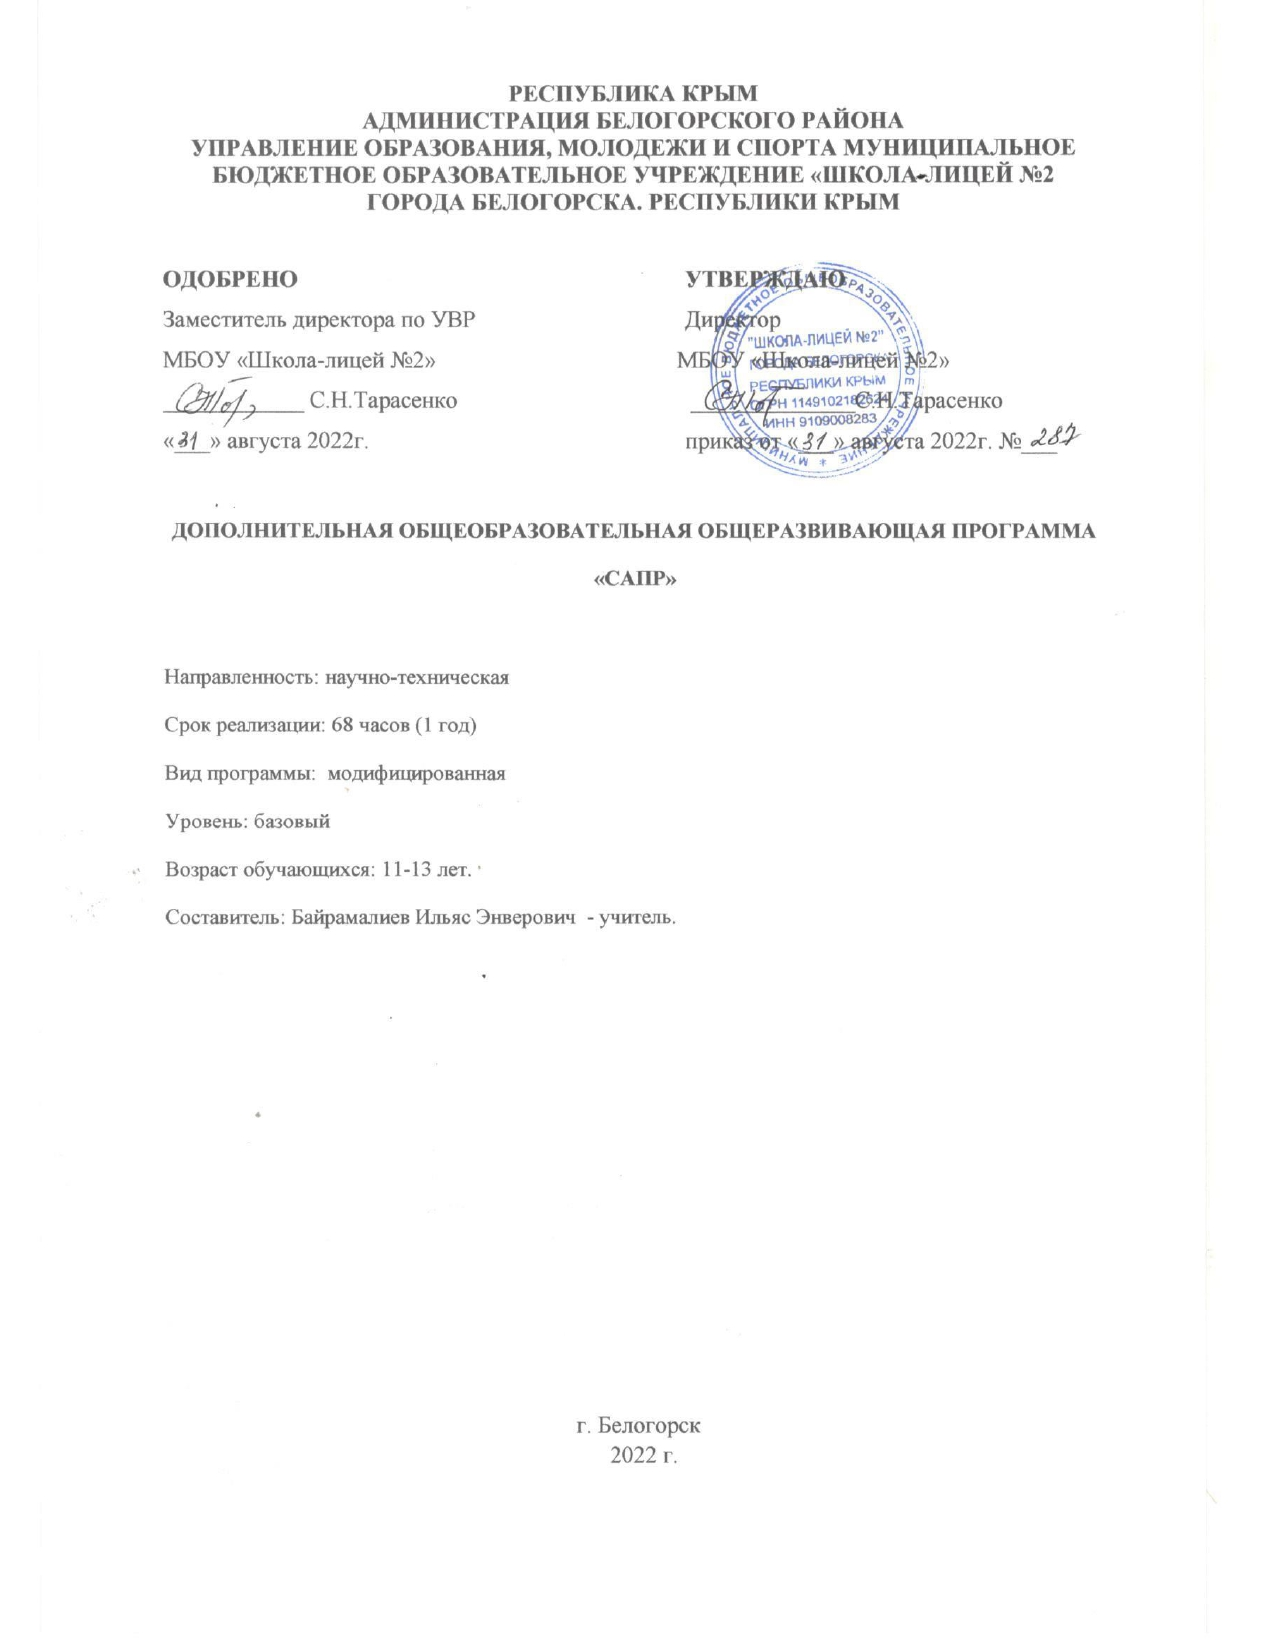 РЕСПУБЛИКА КРЫМ
АДМИНИСТРАЦИЯ БЕЛОГОРСКОГО РАЙОНА
УПРАВЛЕНИЕ ОБРАЗОВАНИЯ, МОЛОДЕЖИ И СПОРТА МУНИЦИПАЛЬНОЕ
БЮДЖЕТНОЕ ОБРАЗОВАТЕЛЬНОЕ УЧРЕЖДЕНИЕ «ШКОЛА-ЛИЦЕЙ №2
ГОРОДА БЕЛОГОРСКА. РЕСПУБЛИКИ КРЫМ
ОДОБРЕНО
Заместитель директора по УВР
МБОУ «Школа-лицей №2»
С.Н.Тарасенко
«31» августа 2022г.
УТВЕРЖДАЮ
Директор
МБОУ «Школа-лицей №2»
С.Н.Тарасенко
приказ от «31» августа 2022г. № 287
"ШКОЛА-ЛИЦЕЙ №2"
РЕСПУБЛИКИ КРЫМ
ИНН 9109008283
ДОПОЛНИТЕЛЬНАЯ ОБЩЕОБРАЗОВАТЕЛЬНАЯ ОБЩЕРАЗВИВАЮЩАЯ ПРОГРАММА
«САПР»
Направленность: научно-техническая
Срок реализации: 68 часов (1 год)
Вид программы: модифицированная
Уровень: базовый
Возраст обучающихся: 11-13 лет.
Составитель: Байрамалиев Ильяс Энверович - учитель.
г. Белогорск
2022 г.